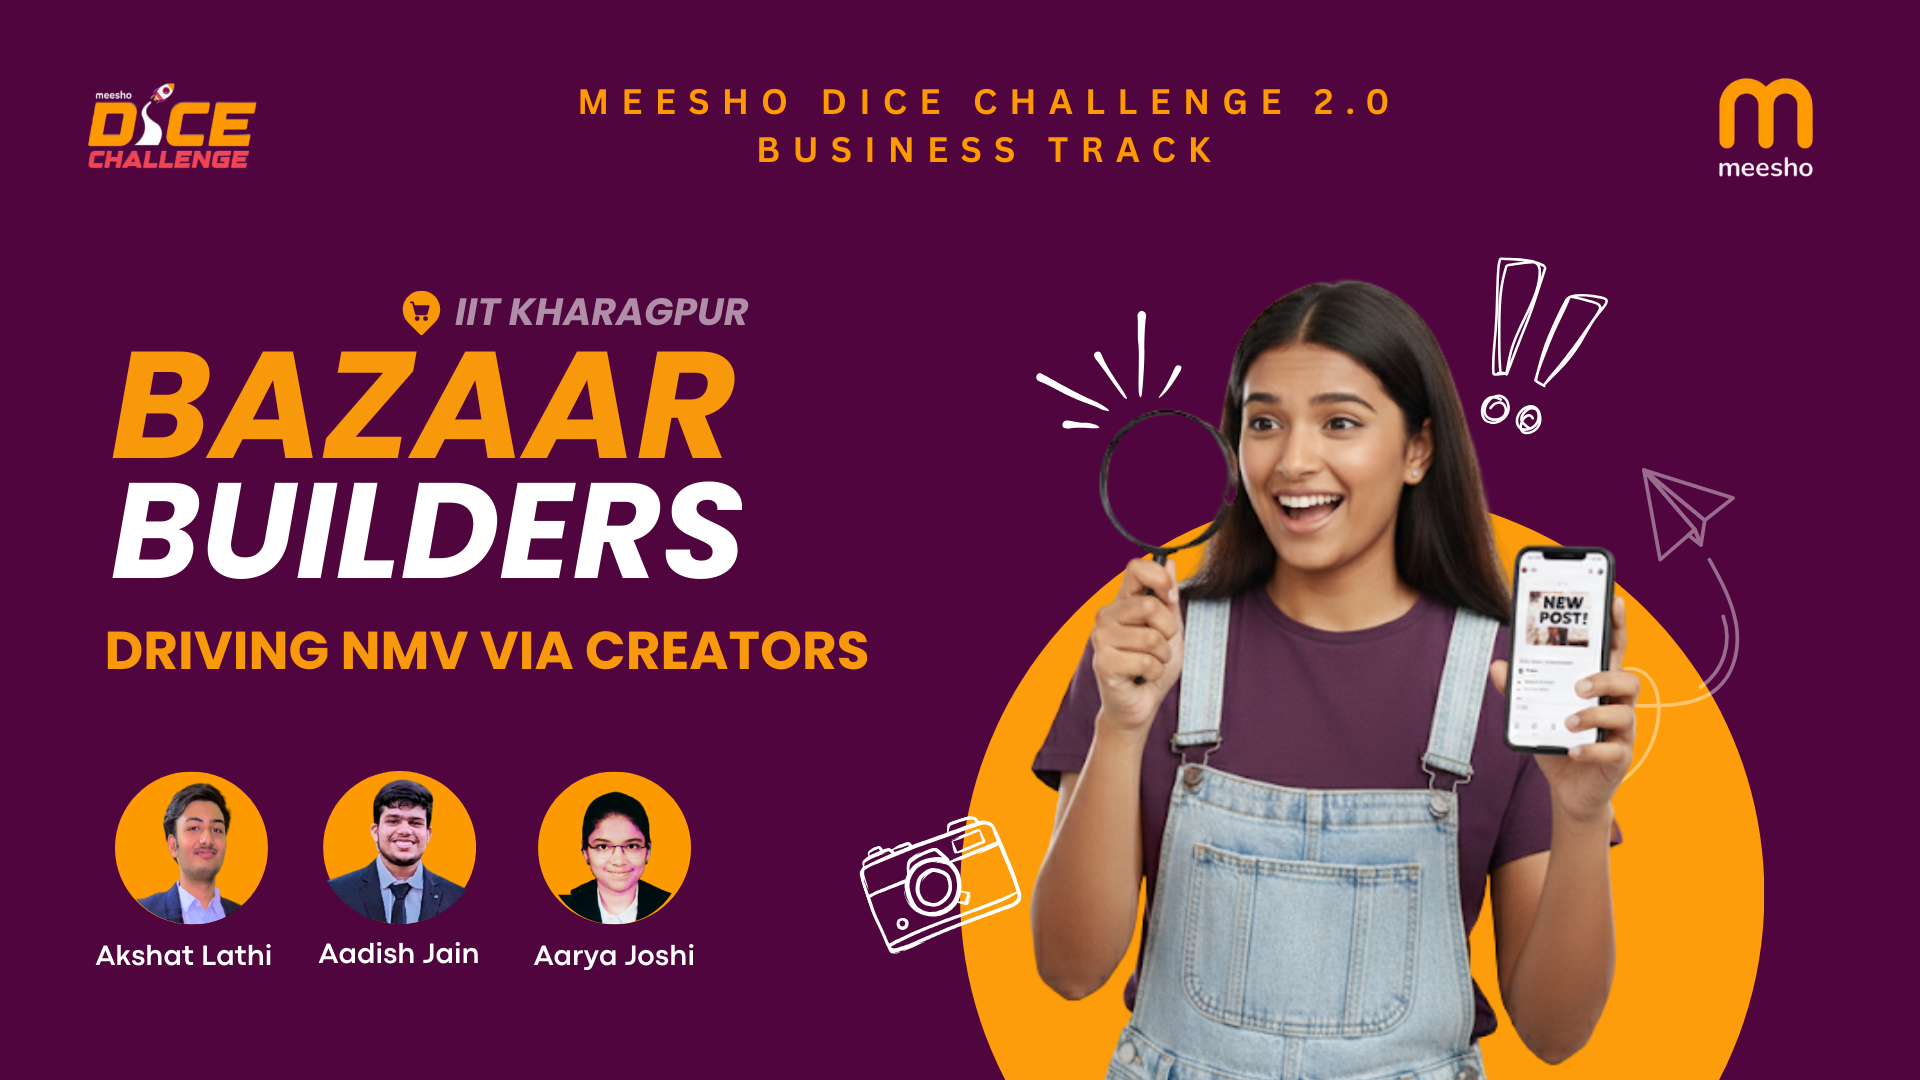 meesho
DICE
CHALLENGE
MEESHO DICE CHALLENGE 2.0
BUSINESS TRACK
meesho
IIT KHARAGPUR
BAZAAR
BUILDERS
DRIVING NMV VIA CREATORS
NEW
POST!
Akshat Lathi
Aadish Jain
Aarya Joshi